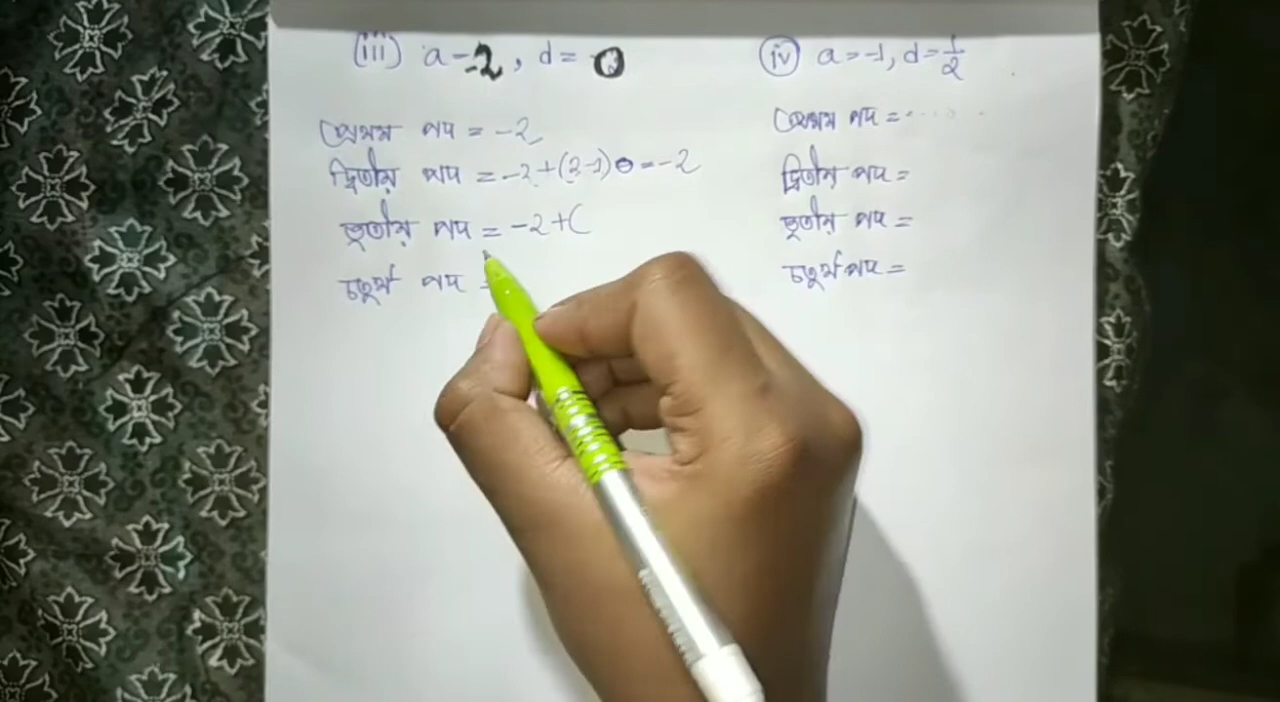 (iii) a=-2, d= 0
প্রথম পদ = -2
দ্বিতীয় পদ = -2+(2-1)0 = -2
তৃতীয় পদ = -2+(
চতুর্থ পদ =
(iv) a=-1, d=1/2
প্রথম পদ =
দ্বিতীয় পদ =
তৃতীয় পদ =
চতুর্থ পদ =